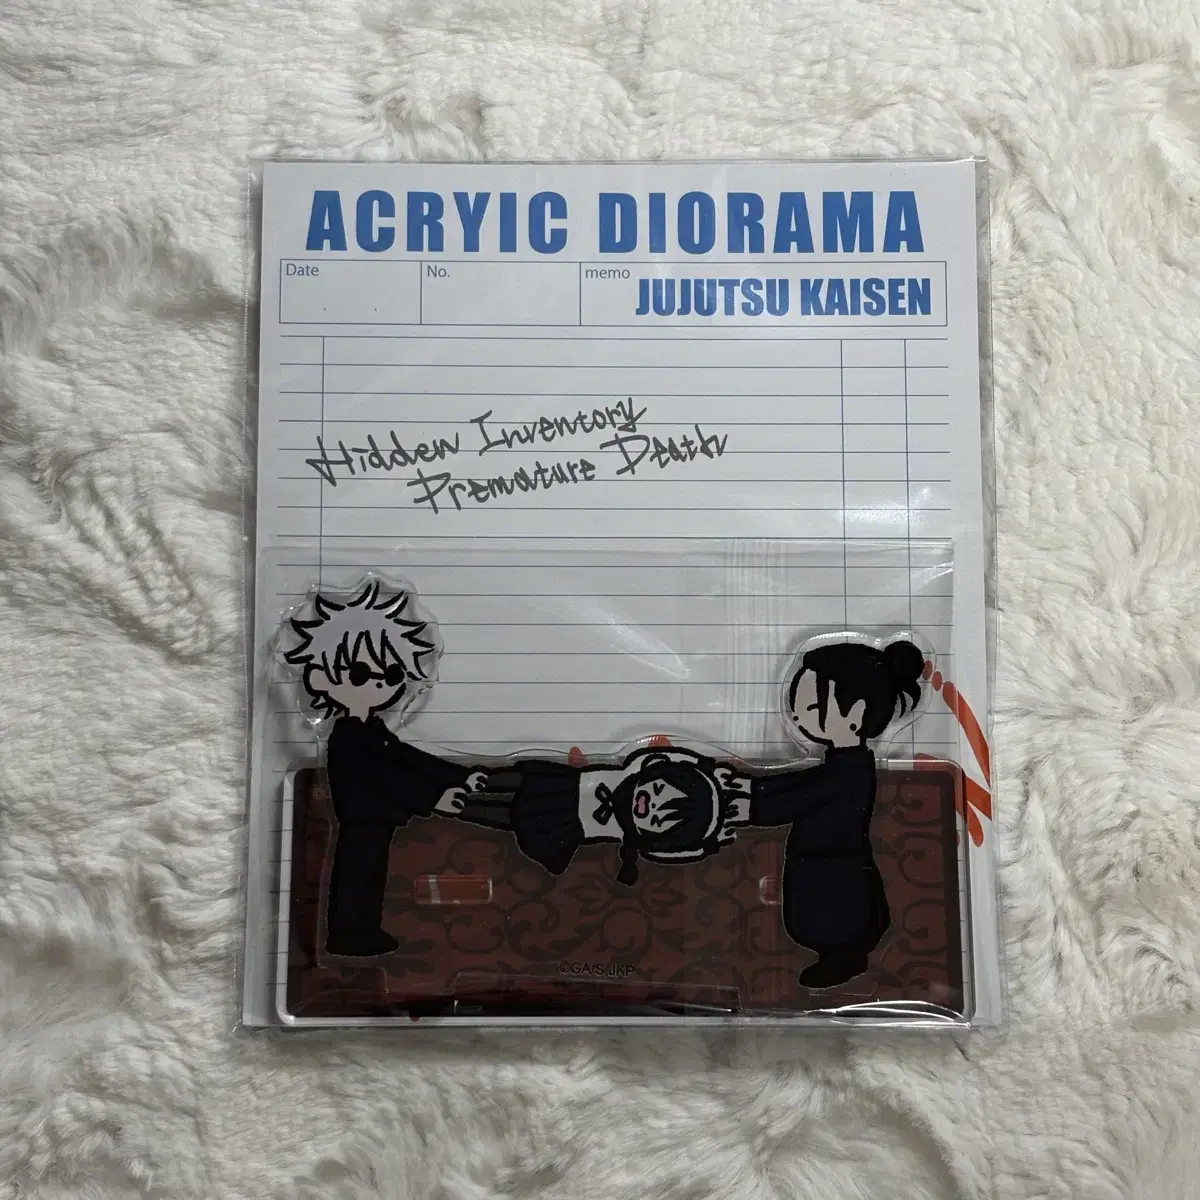 ACRYIC DIORAMA
Date
No.
memo
JUJUTSU KAISEN
Hidden Inventory
Premature Death
©GA/S,JKP